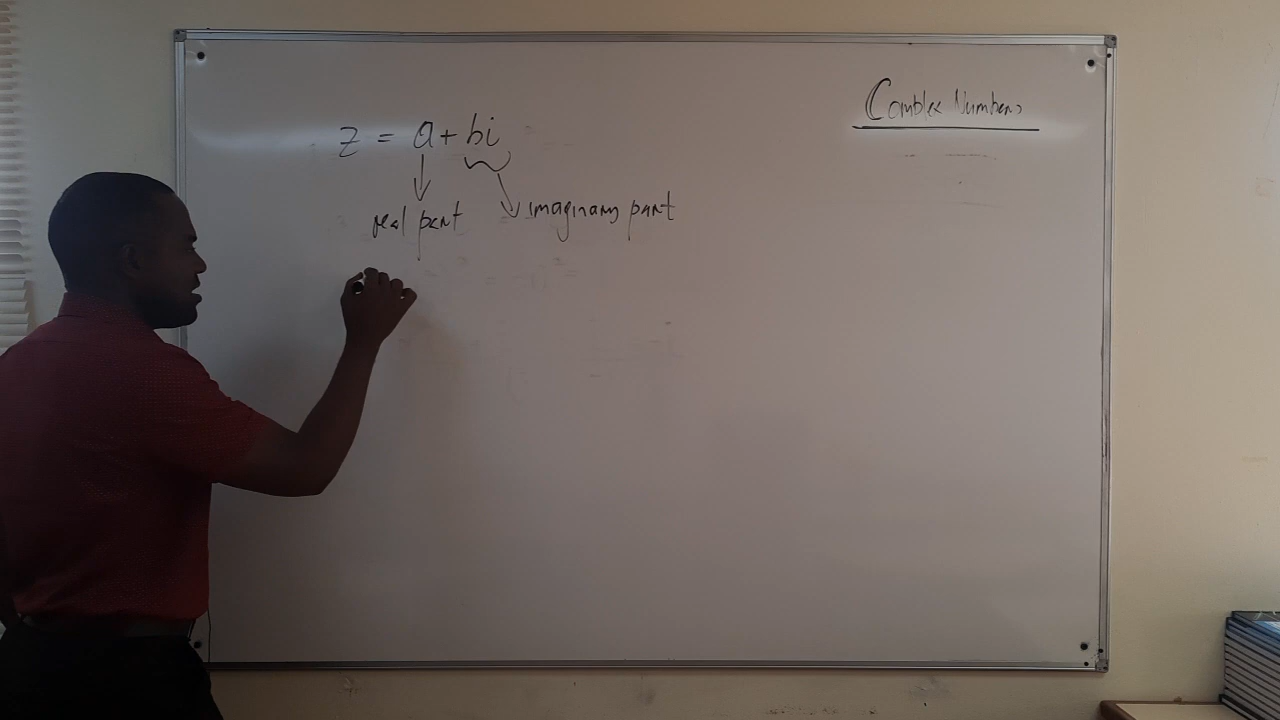 Complex Numbers
z = a + bi
real part
imaginary part